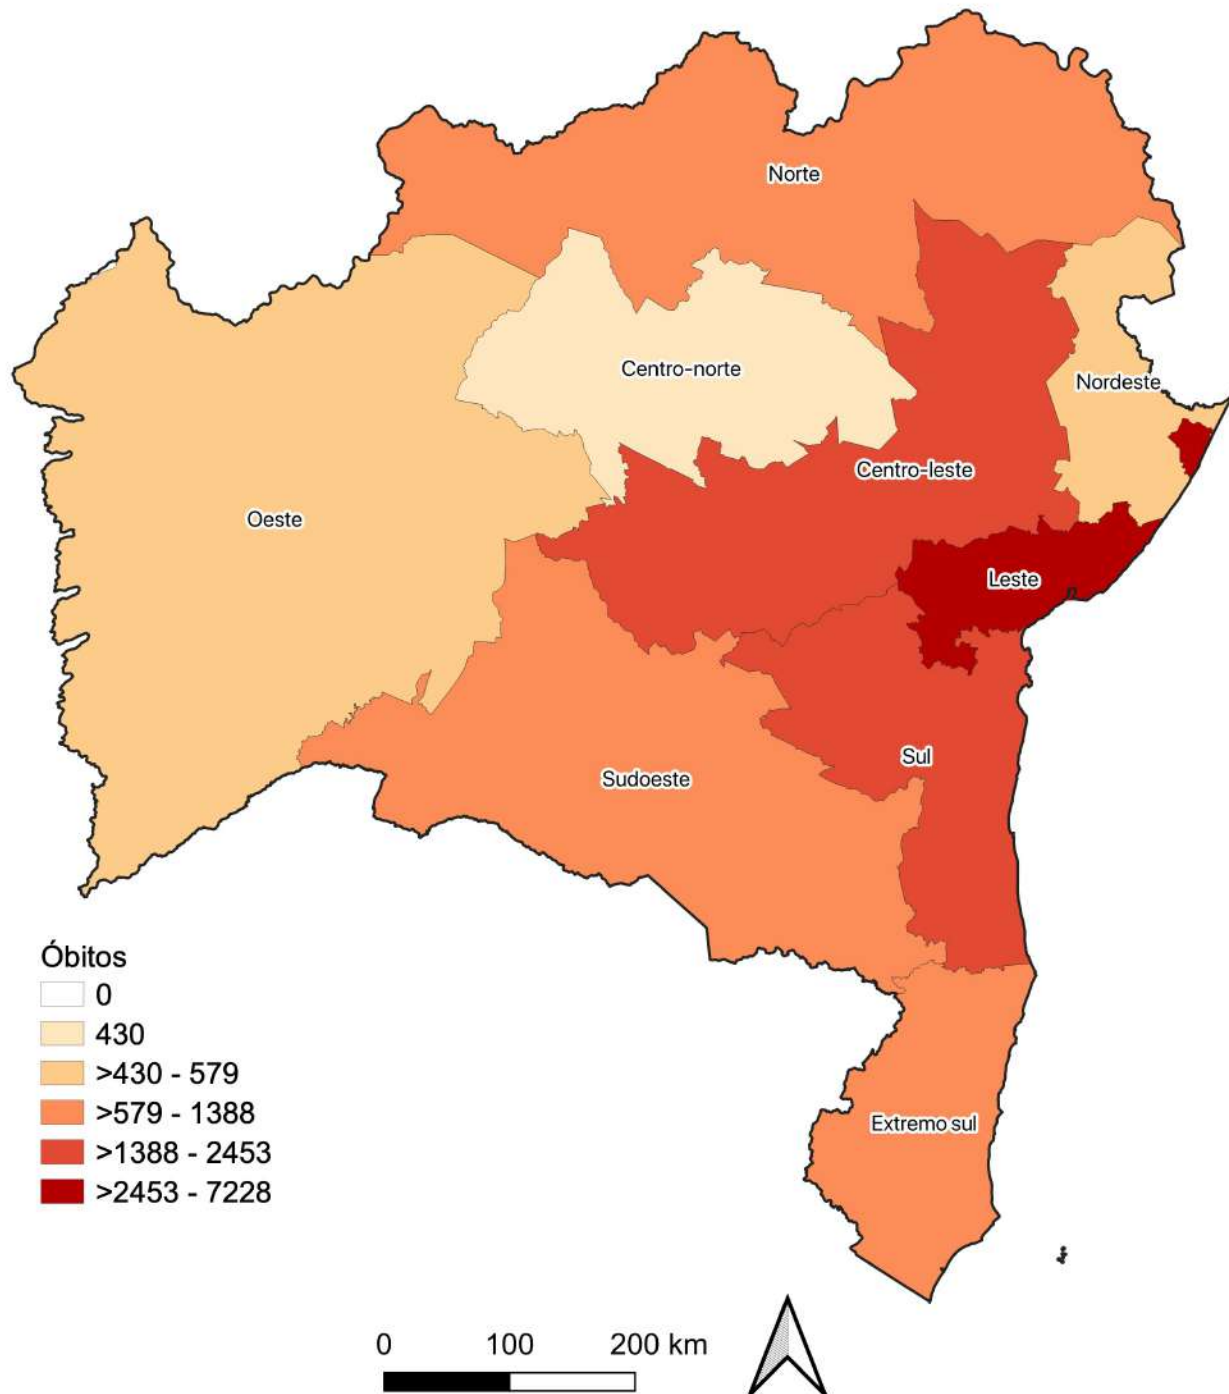 Norte
Centro-norte
Nordeste
Centro-leste
Oeste
Leste
Sul
Sudoeste
Extremo sul
Óbitos
0
430
>430 - 579
>579 - 1388
>1388 - 2453
>2453 - 7228
0 100 200 km